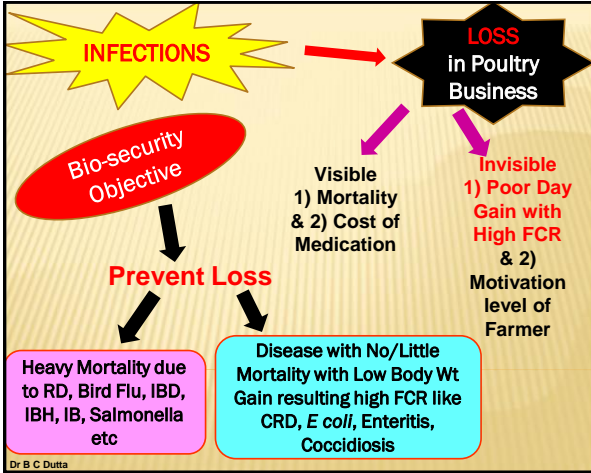 INFECTIONS
LOSS
in Poultry
Business
Bio-security
Objective
Visible
1) Mortality
& 2) Cost of
Medication
Invisible
1) Poor Day
Gain with
High FCR
& 2)
Motivation
level of
Farmer
Prevent Loss
Heavy Mortality due
to RD, Bird Flu, IBD,
IBH, IB, Salmonella
etc
Disease with No/Little
Mortality with Low Body Wt
Gain resulting high FCR like
CRD, E coli, Enteritis,
Coccidiosis
Dr B C Dutta